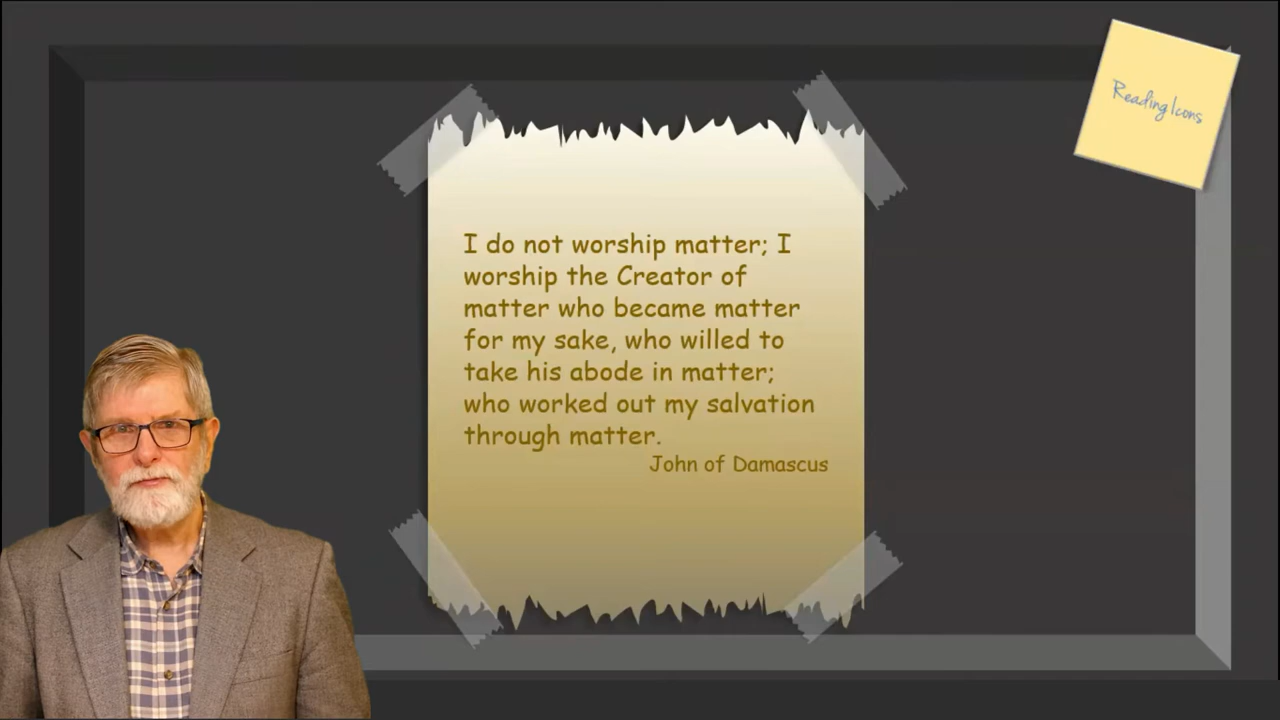 Reading Icons
I do not worship matter; I
worship the Creator of
matter who became matter
for my sake, who willed to
take his abode in matter;
who worked out my salvation
through matter.
John of Damascus